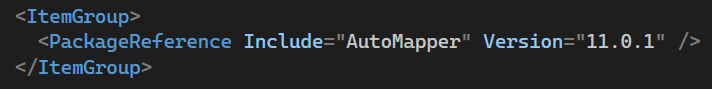 <ItemGroup>
  <PackageReference Include="AutoMapper" Version="11.0.1" />
</ItemGroup>